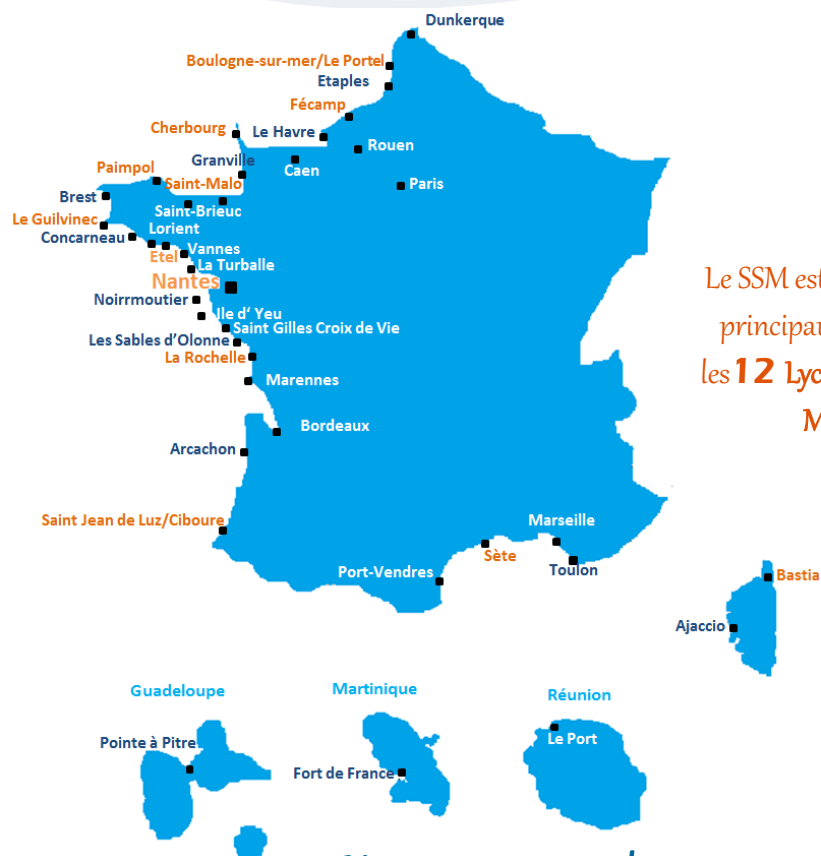 Dunkerque
Boulogne-sur-mer/Le Portel
Etaples
Fécamp
Cherbourg
Le Havre
Rouen
Granville
Caen
Paimpol
Saint-Malo
Paris
Brest
Saint-Brieuc
Le Guilvinec
Lorient
Concarneau
Etel
Vannes
La Turballe
Nantes
Noirrmoutier
Ile d' Yeu
Saint Gilles Croix de Vie
Les Sables d'Olonne
La Rochelle
Marennes
Bordeaux
Arcachon
Saint Jean de Luz/Ciboure
Marseille
Sète
Toulon
Port-Vendres
Bastia
Ajaccio
Le SSM est
les 12
Guadeloupe
Martinique
Réunion
Pointe à Pitre
Fort de France
Le Port